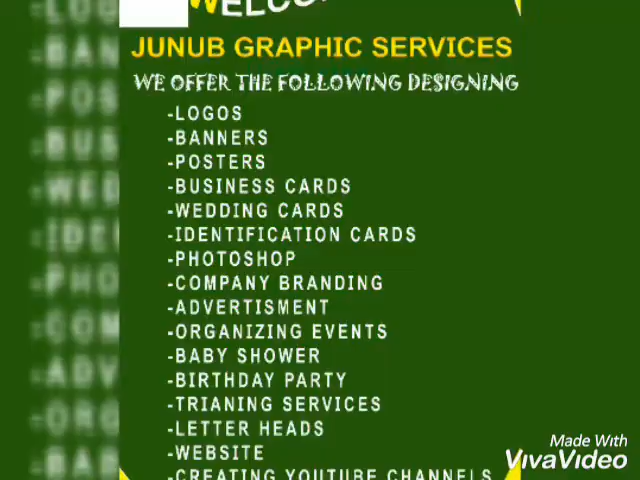 JUNUB GRAPHIC SERVICES
WE OFFER THE FOLLOWING DESIGNING
-LOGOS
-BANNERS
-POSTERS
-BUSINESS CARDS
-WEDDING CARDS
-IDENTIFICATION CARDS
-PHOTOSHOP
-COMPANY BRANDING
-ADVERTISMENT
-ORGANIZING EVENTS
-BABY SHOWER
-BIRTHDAY PARTY
-TRIANING SERVICES
-LETTER HEADS
-WEBSITE
-CREATING YOUTUBE CHANNELS
Made With
VivaVideo